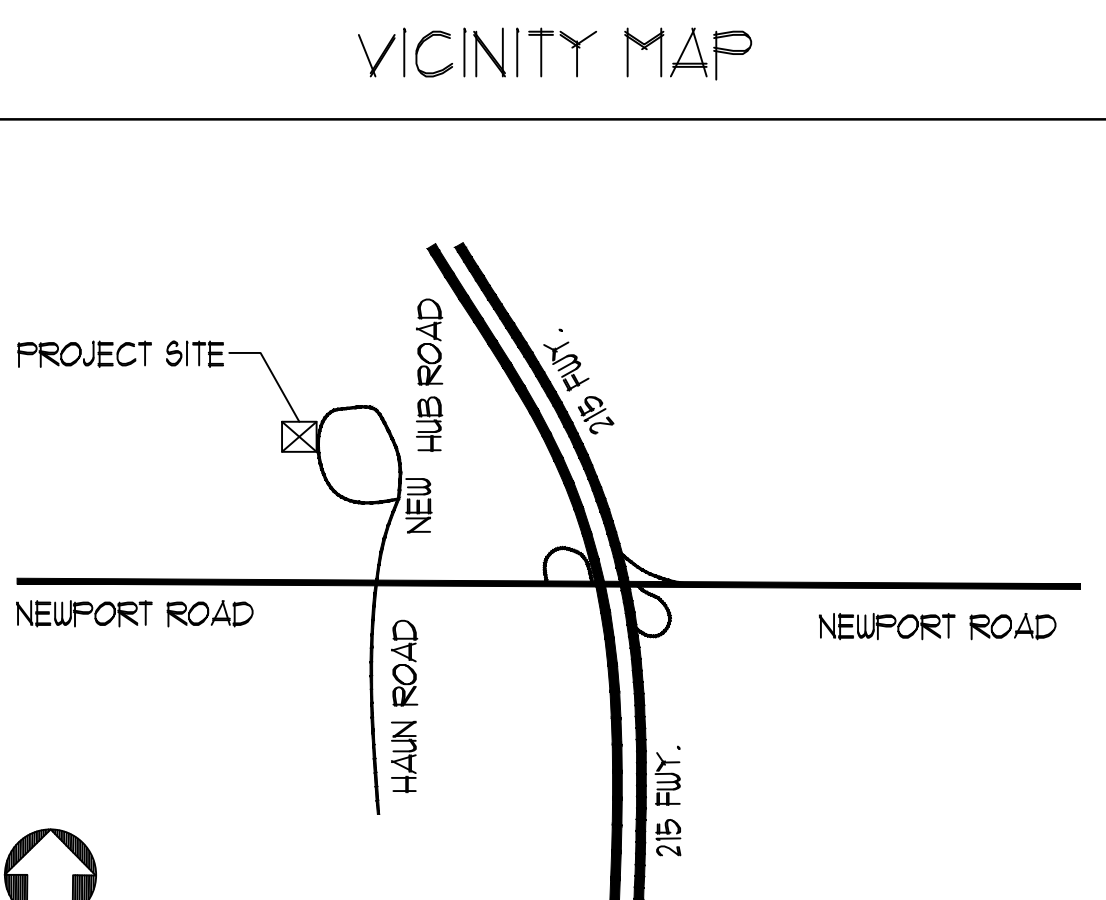 VICINITY MAP
PROJECT SITE
HUB ROAD
NEW
215 FWY.
NEWPORT ROAD
NEWPORT ROAD
HAUN ROAD
215 FWY.